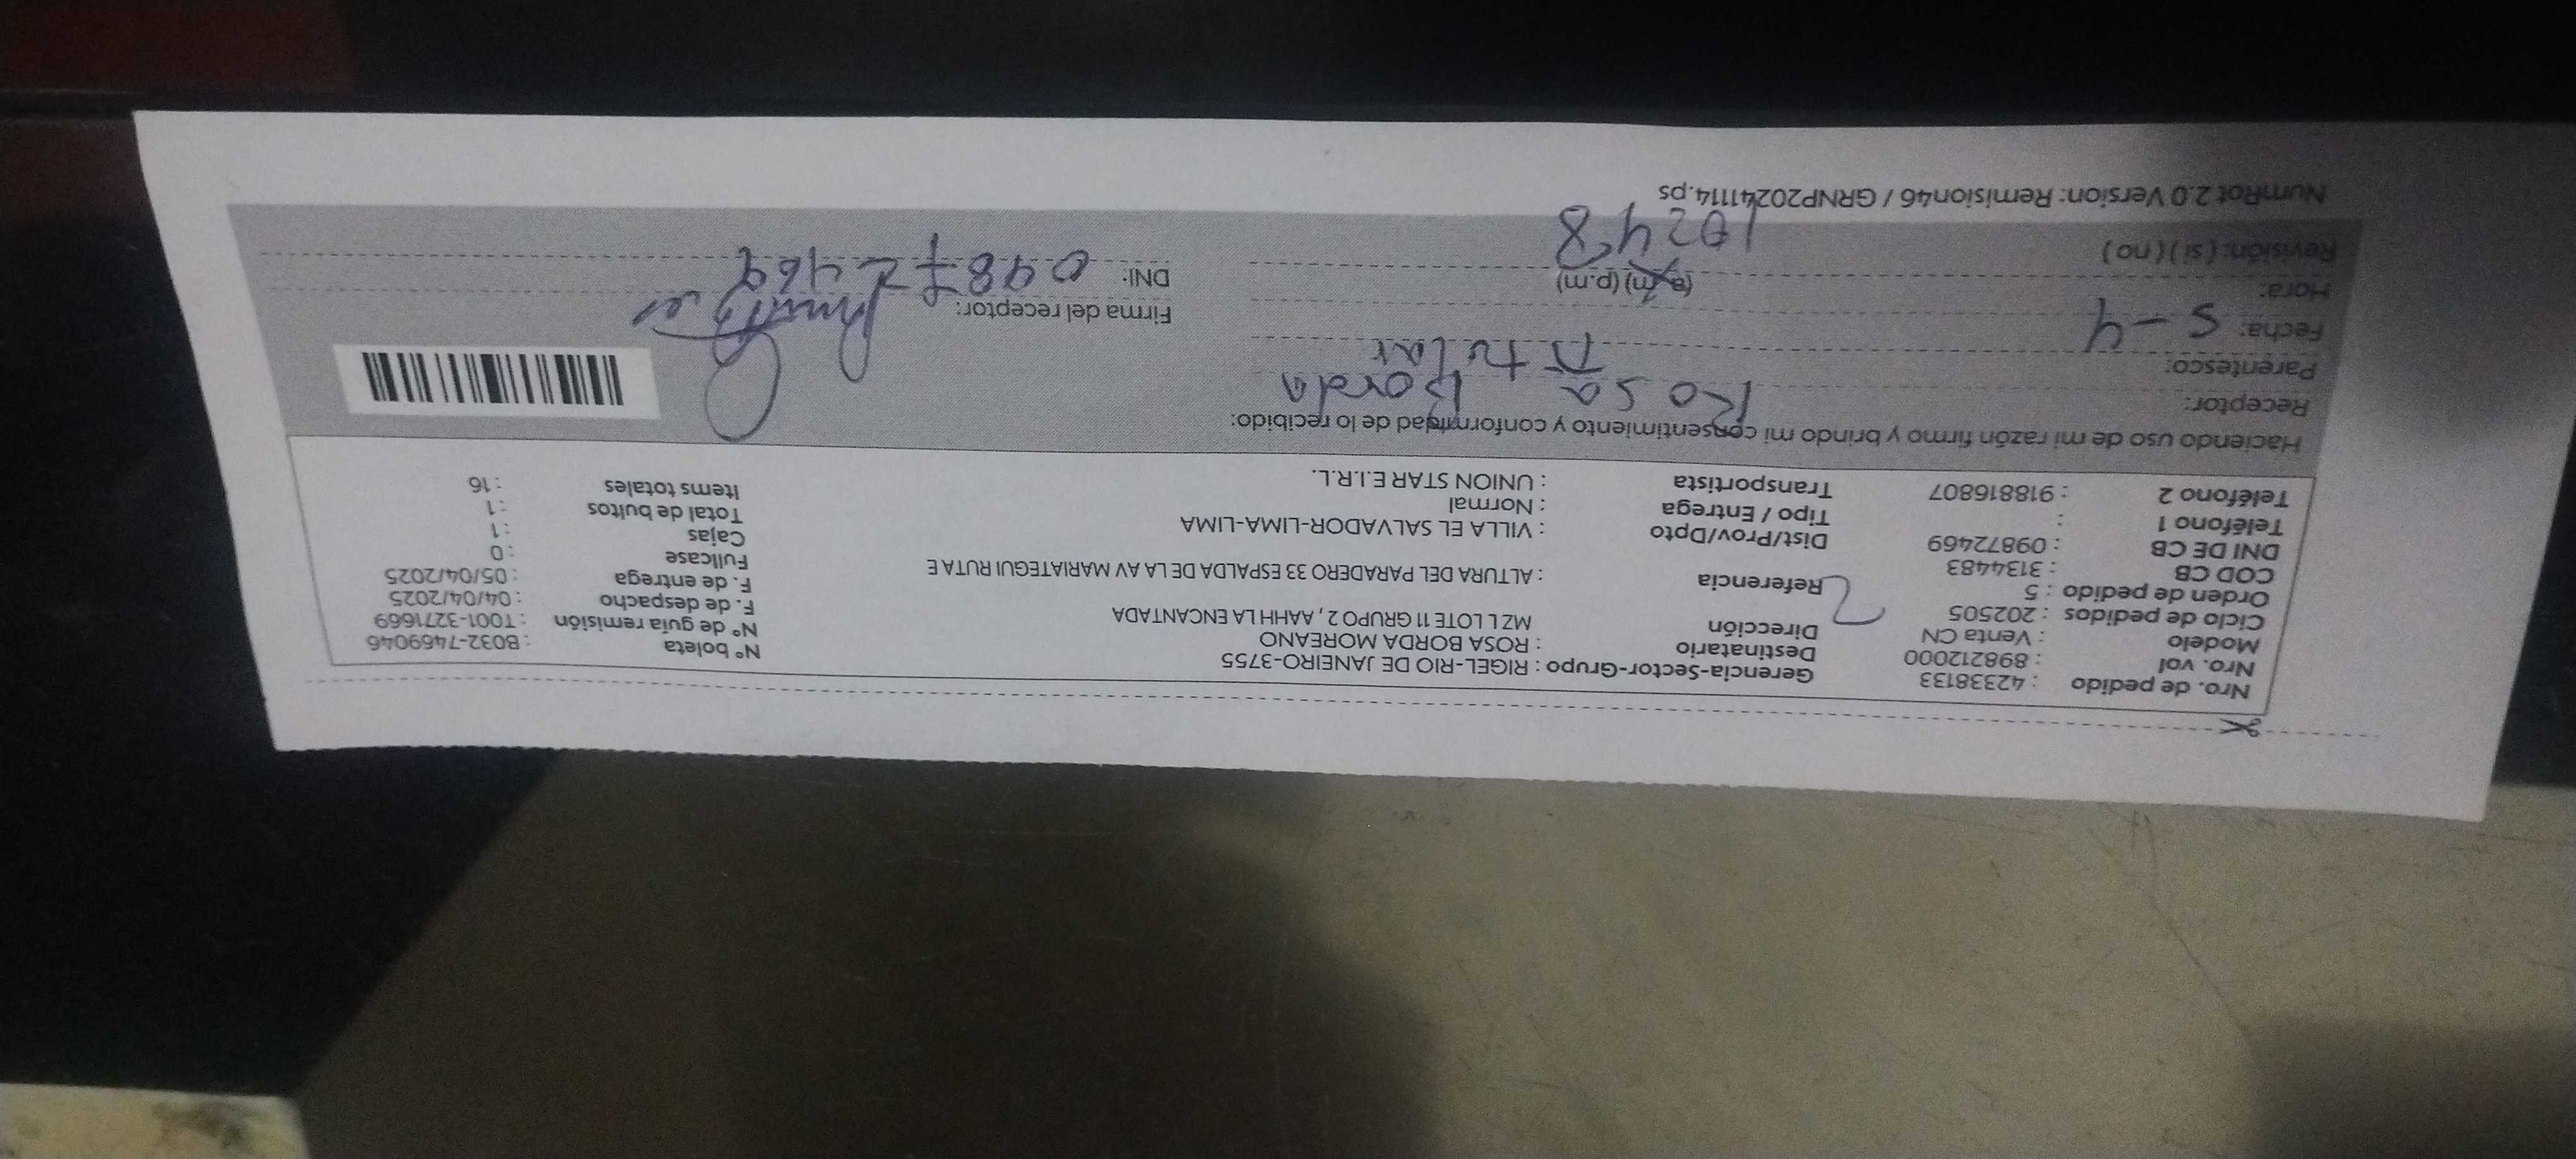 Nro. de pedido : 42338133 Gerencia-Sector-Grupo : RIGEL-RIO DE JANEIRO-3755 N° boleta : B032-7469046
Nro. vol : 898212000 Destinatario : ROSA BORDA MOREANO N° de guía remisión : T001-3271669
Modelo : Venta CN Dirección MZ L LOTE 11 GRUPO 2 , AAHH LA ENCANTADA F. de despacho : 04/04/2025
Ciclo de pedidos : 202505 Referencia : ALTURA DEL PARADERO 33 ESPALDA DE LA AV MARIATEGUI RUTA E F. de entrega : 05/04/2025
Orden de pedido : 5 Dist/Prov/Dpto : VILLA EL SALVADOR-LIMA-LIMA Fullcase : 0
COD CB : 3134483 Tipo / Entrega : Normal Cajas : 1
DNI DE CB : 09872469 Transportista : UNION STAR E.I.R.L. Total de bultos : 1
Teléfono 1 : Items totales : 16
Teléfono 2 : 918816807
Haciendo uso de mi razón firmo y brindo mi consentimiento y conformidad de lo recibido:
Receptor: Rosa Borda
Parentesco: Titular
Fecha: 5-4 Firma del receptor:
Hora: (a.m) (p.m) DNI: 09872469
Revisión: ( si ) ( no ) 10248
NumRot 2.0 Version: Remision46 / GRNP20241114.ps